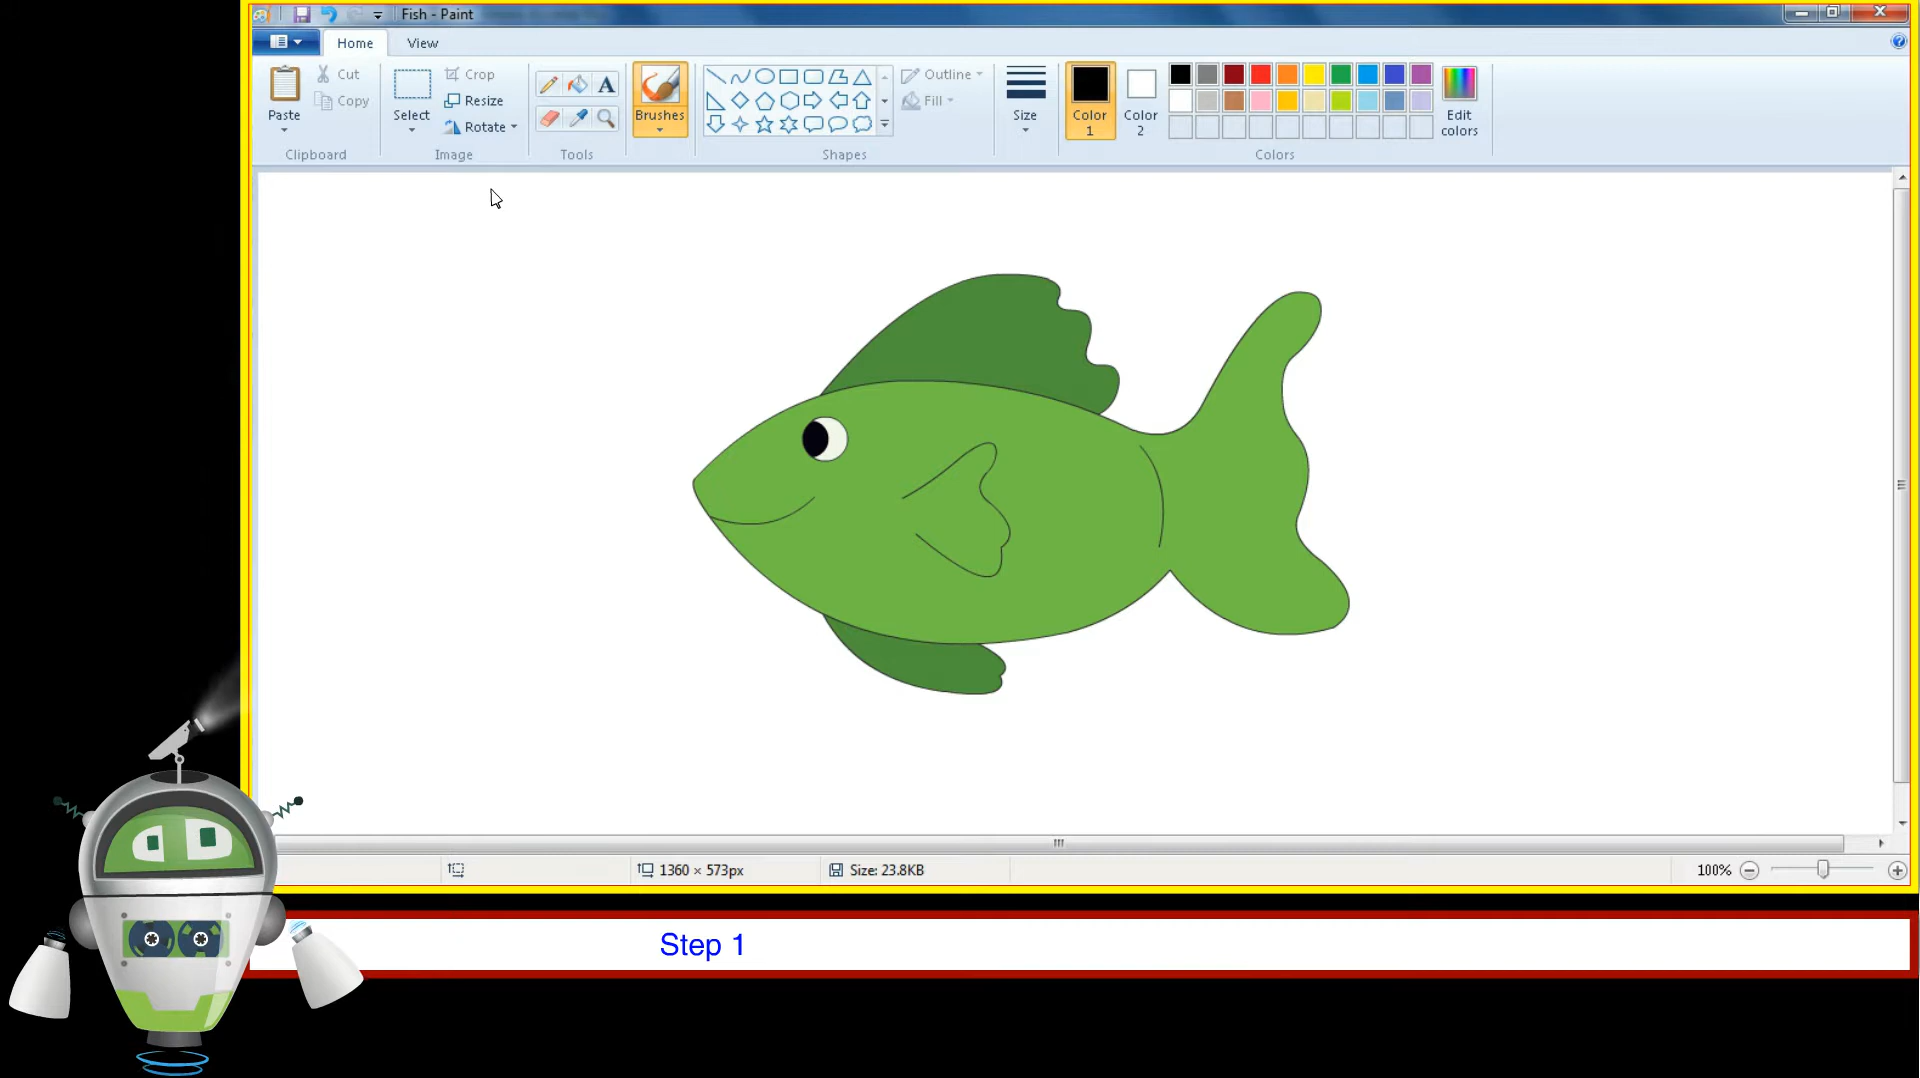 Fish - Paint
Home
View
Paste
Cut
Copy
Clipboard
Select
Crop
Resize
Rotate
Image
A
Tools
Brushes
Outline
Fill
Shapes
Size
Color
1
Color
2
Edit
colors
Colors
1360 × 573px
Size: 23.8KB
100%
Step 1